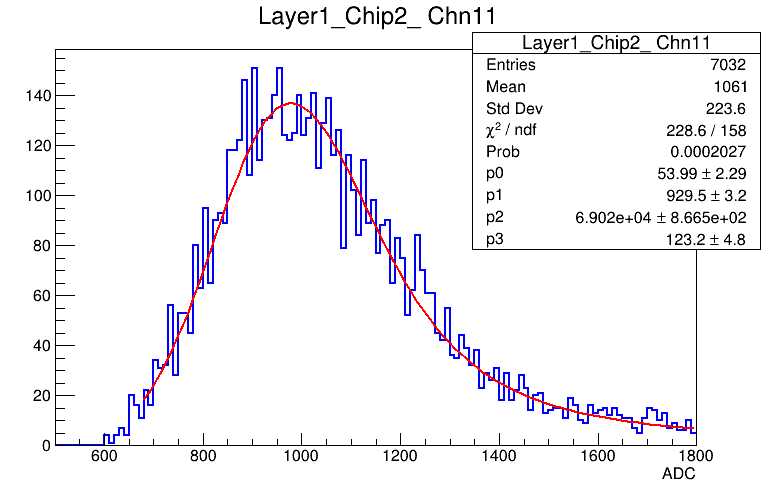 Layer1_Chip2_ Chn11
Layer1_Chip2_ Chn11
Entries 7032
Mean 1061
Std Dev 223.6
χ² / ndf 228.6 / 158
Prob 0.0002027
p0 53.99 ± 2.29
p1 929.5 ± 3.2
p2 6.902e+04 ± 8.665e+02
p3 123.2 ± 4.8
140
120
100
80
60
40
20
0
600 800 1000 1200 1400 1600 1800
ADC